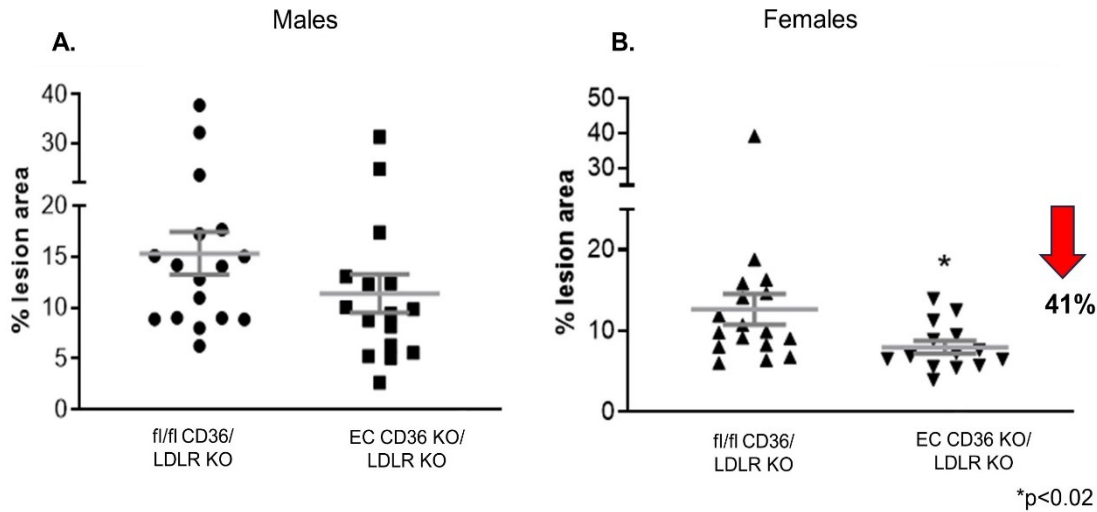 Males
A.
% lesion area
40
30
20
15
10
5
0
fl/fl CD36/
LDLR KO
EC CD36 KO/
LDLR KO
Females
B.
% lesion area
50
40
30
20
10
0
*
41%
fl/fl CD36/
LDLR KO
EC CD36 KO/
LDLR KO
*p<0.02